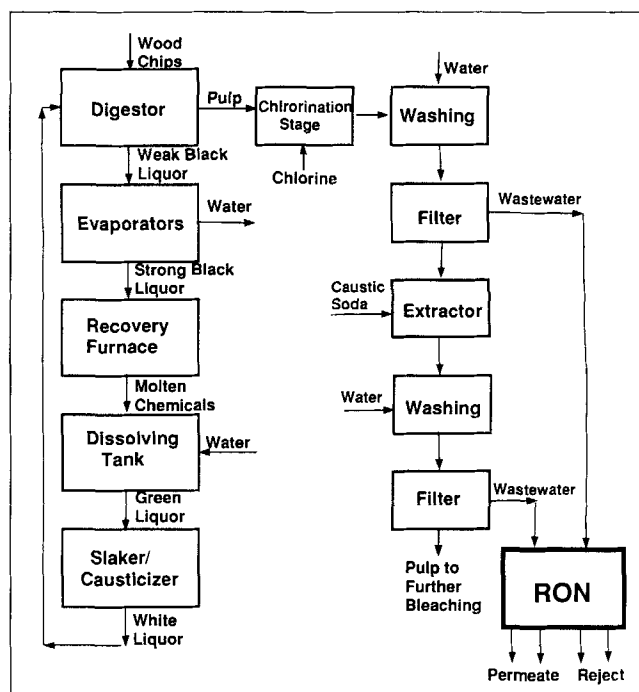 Wood
Chips
Digestor
Pulp
Chlrorination
Stage
Chlorine
Water
Washing
Weak Black
Liquor
Evaporators
Water
Filter
Wastewater
Strong Black
Liquor
Caustic
Soda
Extractor
Recovery
Furnace
Molten
Chemicals
Water
Washing
Dissolving
Tank
Water
Green
Liquor
Filter
Wastewater
Slaker/
Causticizer
White
Liquor
Pulp to
Further
Bleaching
RON
Permeate
Reject